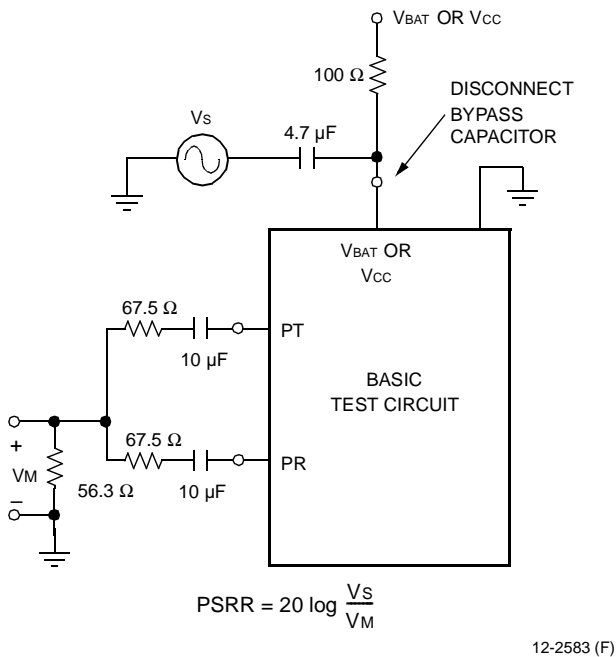 VBAT OR VCC
100 Ω
DISCONNECT
BYPASS
CAPACITOR
VS
4.7 µF
VBAT OR
VCC
67.5 Ω
PT
10 µF
BASIC
TEST CIRCUIT
67.5 Ω
+
VM
–
56.3 Ω
10 µF
PR
PSRR = 20 log VS/VM
12-2583 (F)